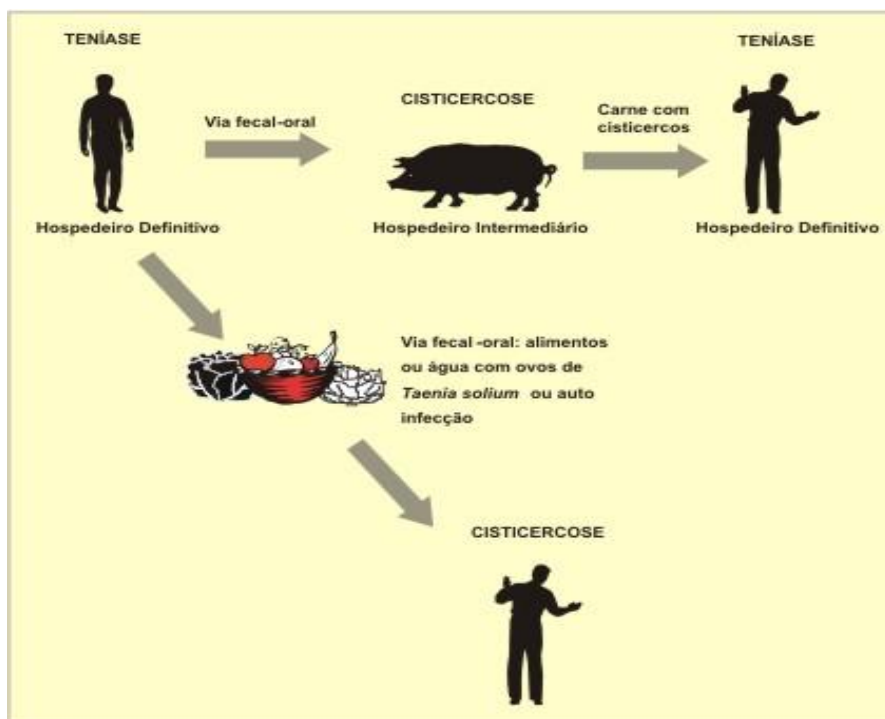 TENÍASE
TENÍASE
CISTICERCOSE
Via fecal-oral
Carne com
cisticercos
Hospedeiro Definitivo
Hospedeiro Intermediário
Hospedeiro Definitivo
Via fecal -oral: alimentos
ou água com ovos de
Taenia solium ou auto
infecção
CISTICERCOSE